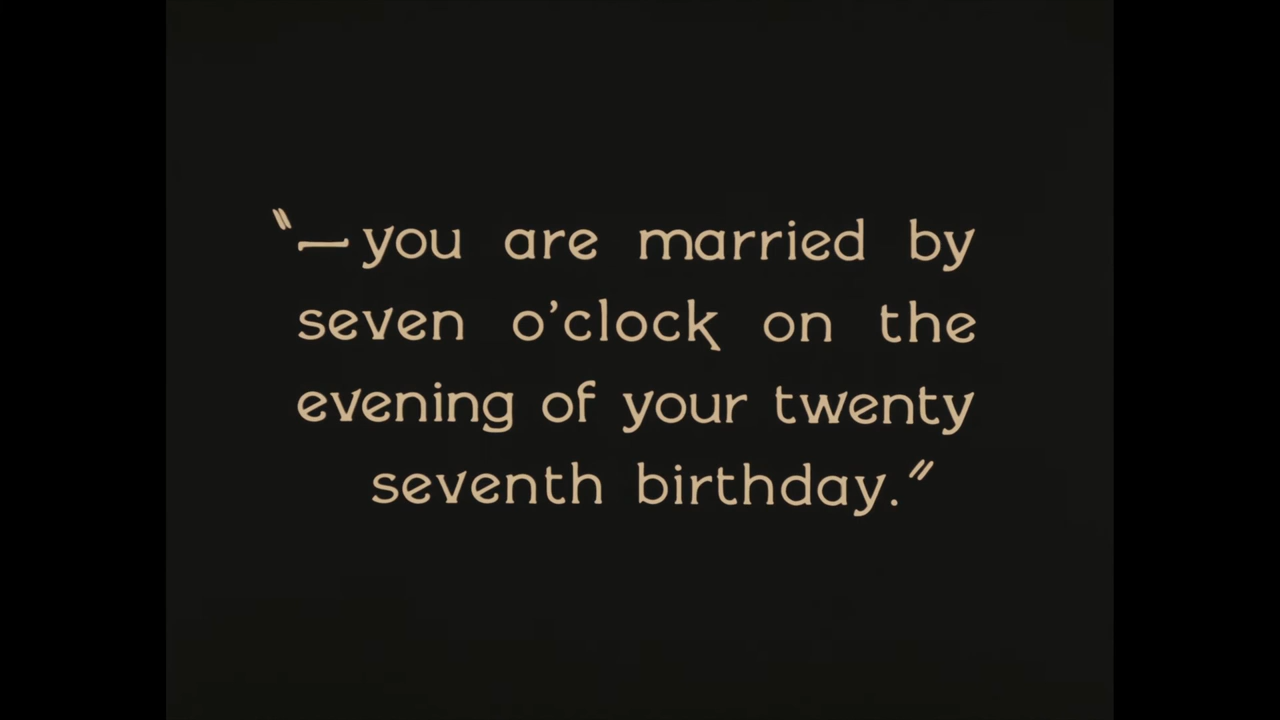 “—you are married by
seven o’clock on the
evening of your twenty
seventh birthday.”